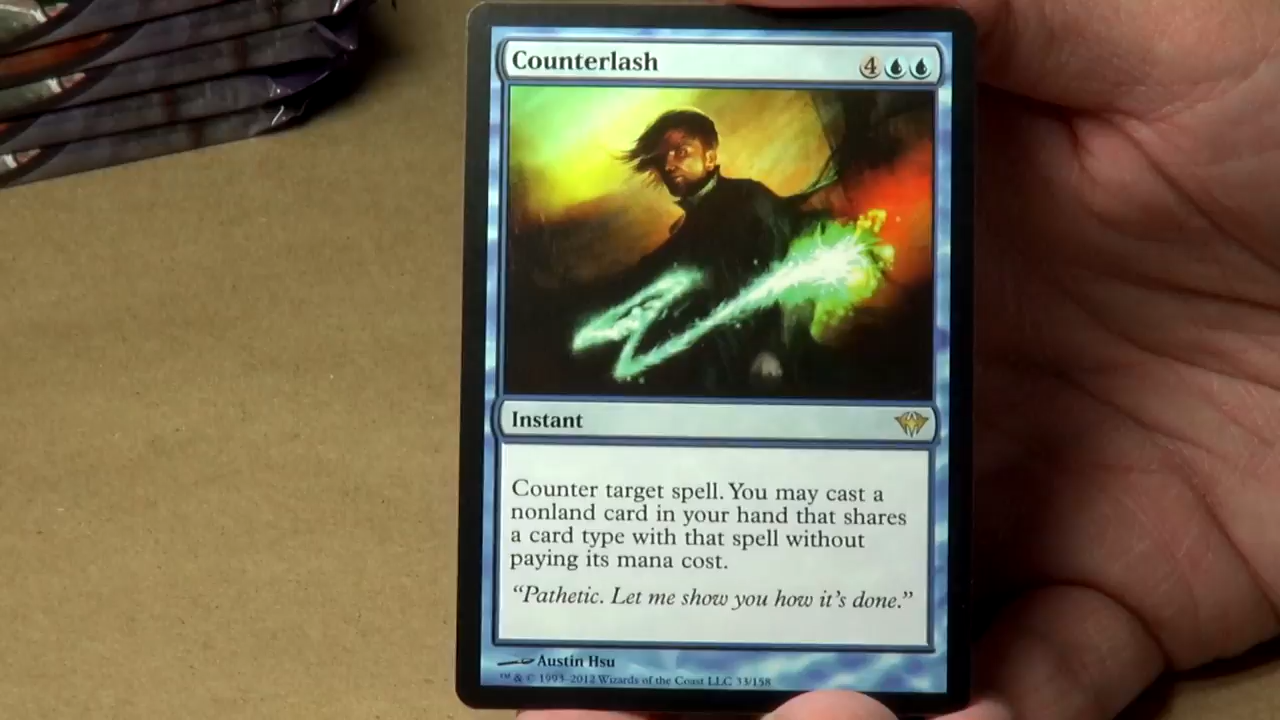 Counterlash 4
Instant
Counter target spell. You may cast a
nonland card in your hand that shares
a card type with that spell without
paying its mana cost.
"Pathetic. Let me show you how it's done."
Austin Hsu
™ & © 1993–2012 Wizards of the Coast LLC 33/158